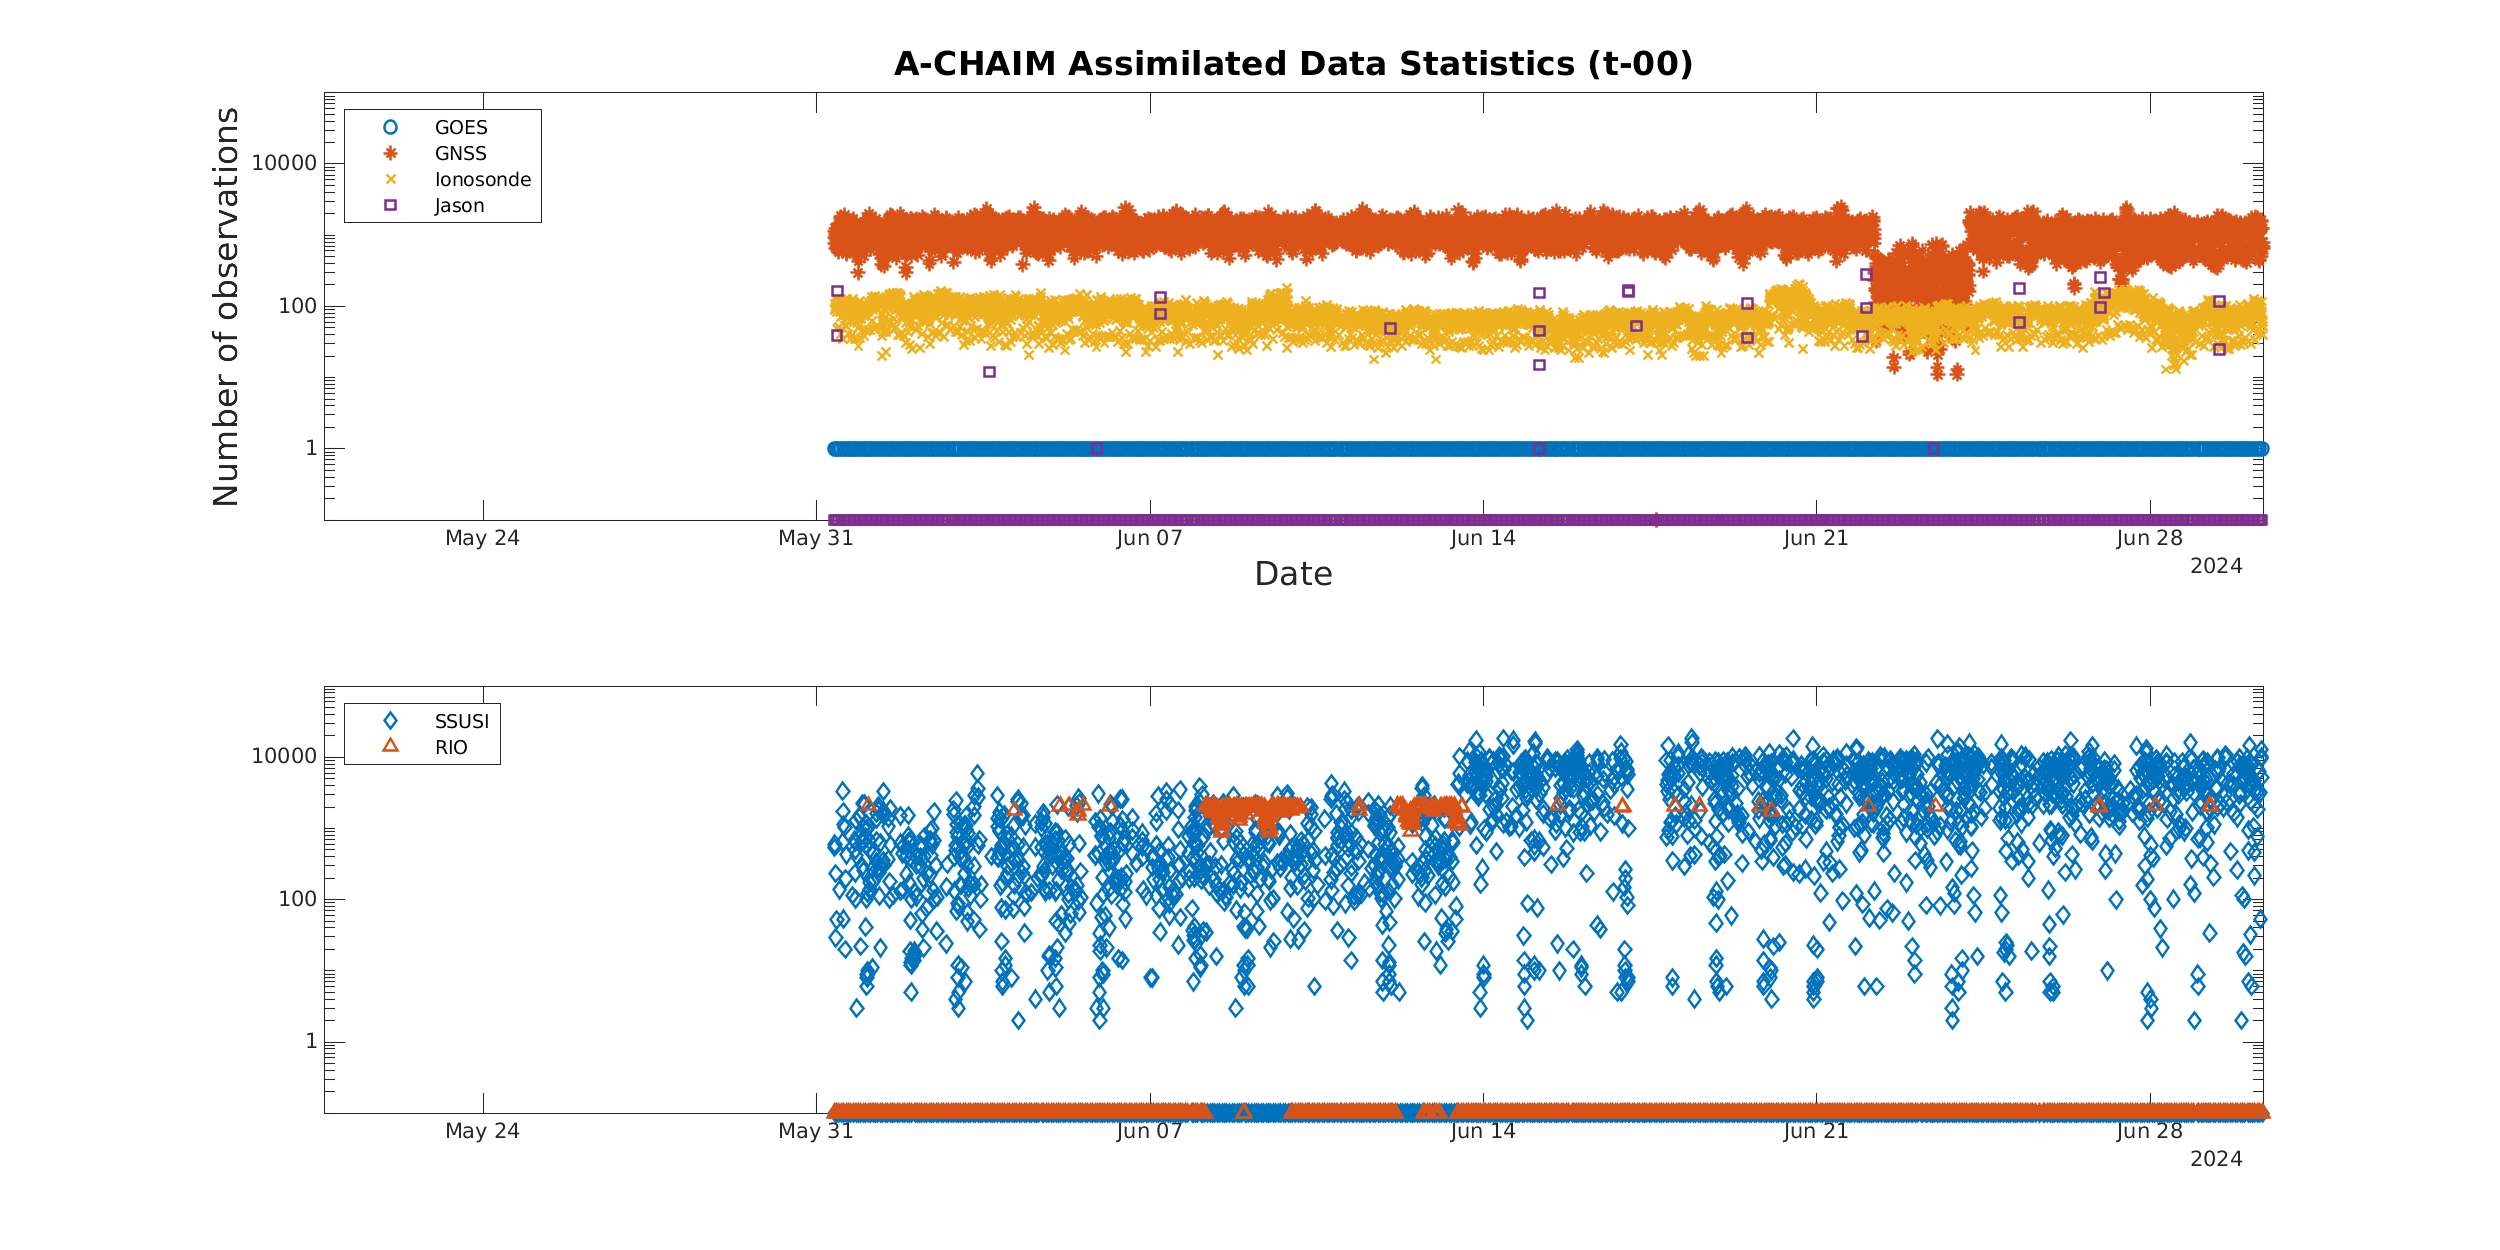 A-CHAIM Assimilated Data Statistics (t-00)
Number of observations
10000
100
1
GOES
GNSS
Ionosonde
Jason
May 24
May 31
Jun 07
Jun 14
Jun 21
Jun 28
2024
Date
10000
100
1
SSUSI
RIO
May 24
May 31
Jun 07
Jun 14
Jun 21
Jun 28
2024